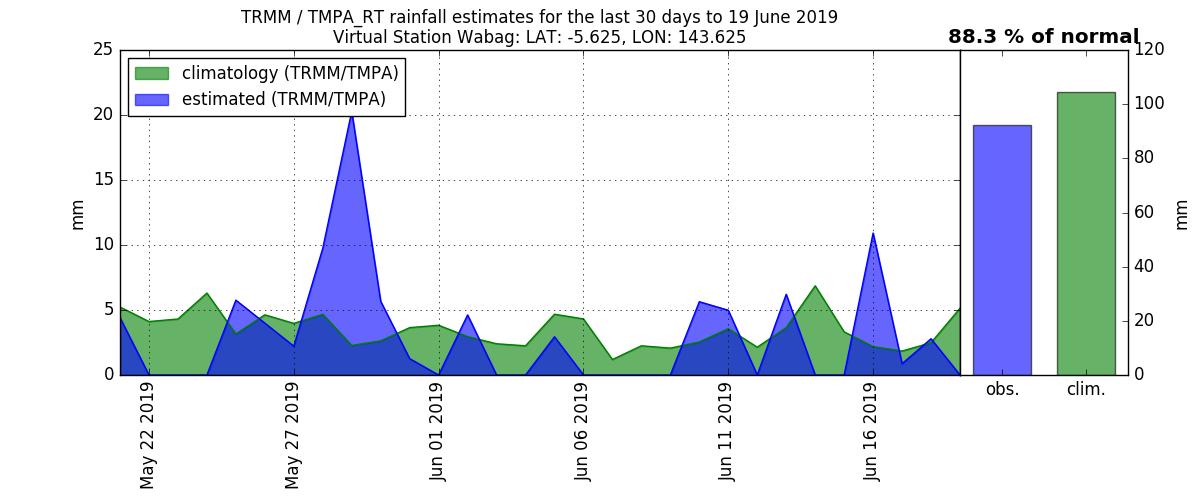 TRMM / TMPA_RT rainfall estimates for the last 30 days to 19 June 2019
Virtual Station Wabag: LAT: -5.625, LON: 143.625
88.3 % of normal
climatology (TRMM/TMPA)
estimated (TRMM/TMPA)
25
20
15
10
5
0
mm
May 22 2019
May 27 2019
Jun 01 2019
Jun 06 2019
Jun 11 2019
Jun 16 2019
obs.
clim.
120
100
80
60
40
20
0
mm